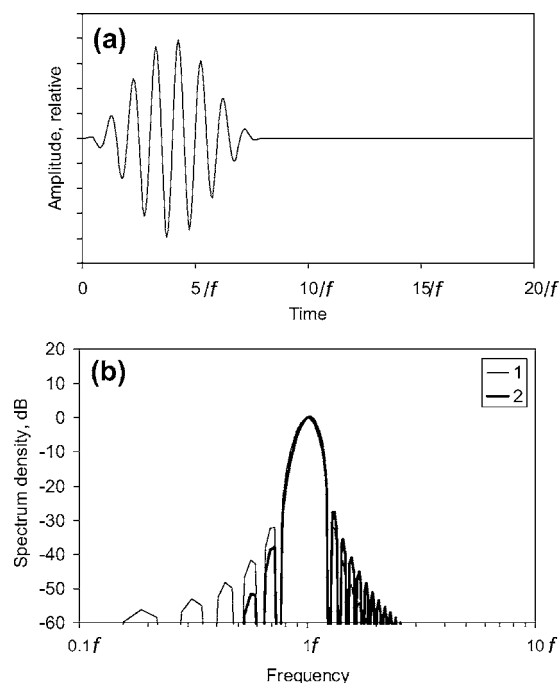 (a)
Amplitude, relative
0 5/f 10/f 15/f 20/f
Time
(b)
1
2
Spectrum density, dB
20
10
0
-10
-20
-30
-40
-50
-60
0.1f 1f 10f
Frequency